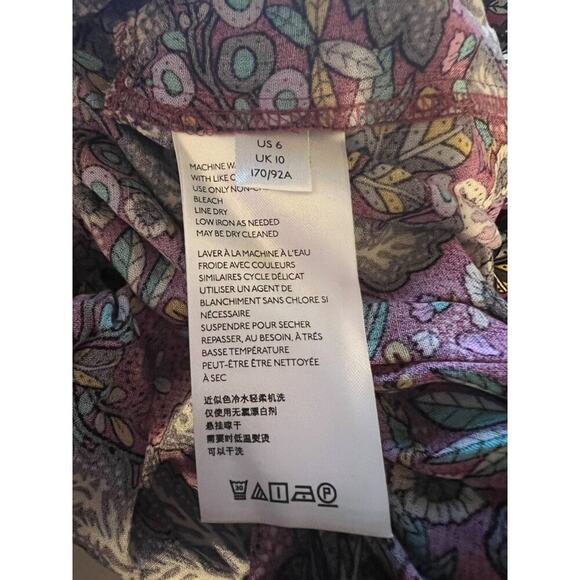 US 6
UK 10
170/92A
MACHINE
WITH LIKE
USE ONLY
BLEACH
LINE DRY
LOW IRON AS NEEDED
MAY BE DRY CLEANED
LAVER À LA MACHINE À L'EAU
FROIDE AVEC COULEURS
SIMILAIRES CYCLE DÉLICAT
UTILISER UN AGENT DE
BLANCHIMENT SANS CHLORE SI
NÉCESSAIRE
SUSPENDRE POUR SÉCHER
REPASSER, AU BESOIN, À TRÉS
BASSE TEMPÉRATURE
PEUT-ÊTRE ÊTRE NETTOYÉE
À SEC
近似色冷水轻柔机洗
仅使用无氯漂白剂
悬挂晾干
需要时低温熨烫
可以干洗
30
P